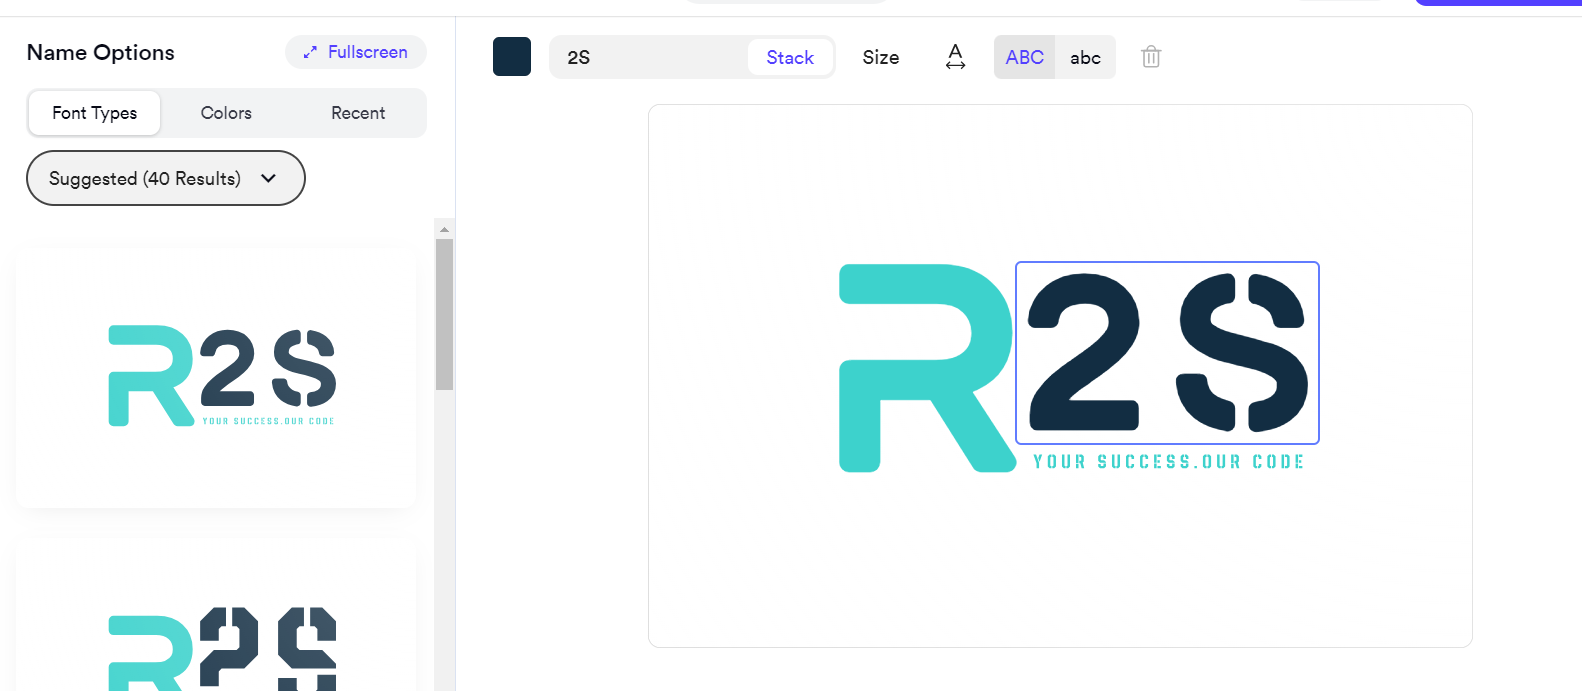 Name Options
Fullscreen
Font Types
Colors
Recent
Suggested (40 Results)
R2S
YOUR SUCCESS.OUR CODE
R2S
2S
Stack
Size
A
ABC
abc
R2S
YOUR SUCCESS.OUR CODE